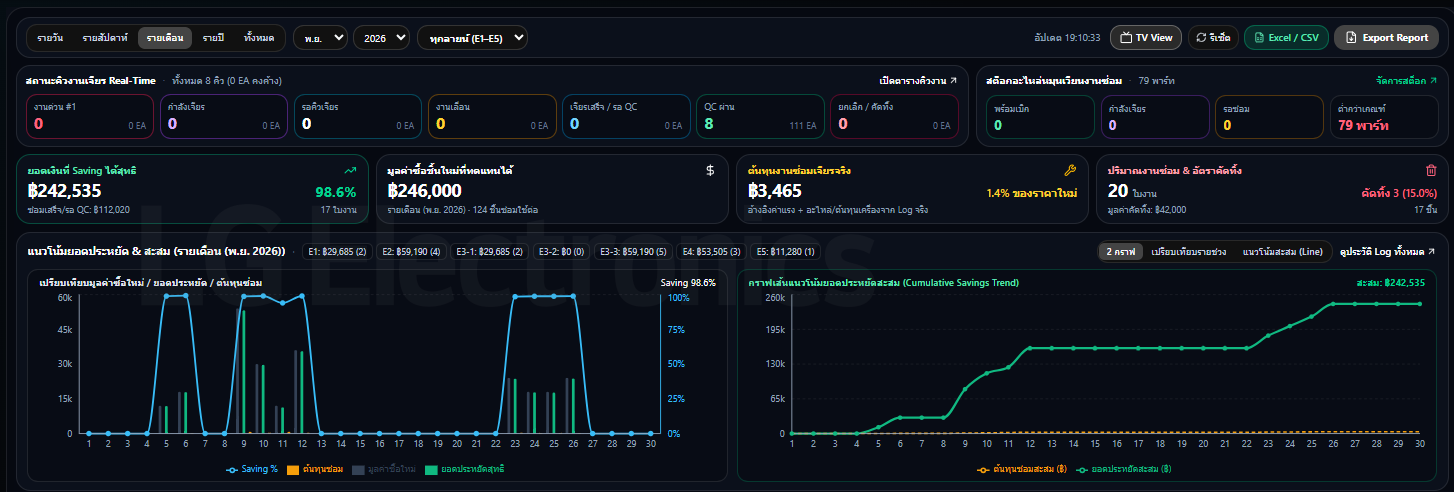 รายวัน รายสัปดาห์ รายเดือน รายปี ทั้งหมด พ.ย. 2026 ทุกลายน์ (E1–E5) อัปเดต 19:10:33 TV View รีเซ็ต Excel / CSV Export Report
สถานะคิวงานเจียร Real-Time · ทั้งหมด 8 คิว (0 EA คงค้าง) เปิดตารางคิวงาน ↗
งานด่วน #1 กำลังเจียร รอคิวเจียร งานเลื่อน เจียรเสร็จ / รอ QC QC ผ่าน ยกเลิก / คัดทิ้ง
0 0 EA 0 0 EA 0 0 EA 0 0 EA 0 0 EA 8 111 EA 0 0 EA
สต๊อกอะไหล่หมุนเวียนงานซ่อม · 79 พาร์ท จัดการสต็อก ↗
พร้อมเบิก กำลังเจียร รอซ่อม ต่ำกว่าเกณฑ์
0 0 0 79 พาร์ท
ยอดเงินที่ Saving ได้สุทธิ
฿242,535 98.6%
ซ่อมเสร็จ/รอ QC: ฿112,020 17 ใบงาน
มูลค่าซื้อชิ้นใหม่ที่ทดแทนได้ $
฿246,000
รายเดือน (พ.ย. 2026) · 124 ชิ้นซ่อมใช้ต่อ
ต้นทุนงานซ่อมเจียรจริง
฿3,465 1.4% ของราคาใหม่
อ้างอิงค่าแรง + อะไหล่/ต้นทุนเครื่องจาก Log จริง
ปริมาณงานซ่อม & อัตราคัดทิ้ง
20 ใบงาน คัดทิ้ง 3 (15.0%)
มูลค่าคัดทิ้ง: ฿42,000 17 ชิ้น
LG Electronics
แนวโน้มยอดประหยัด & สะสม (รายเดือน (พ.ย. 2026)) · E1: ฿29,685 (2) E2: ฿59,190 (4) E3-1: ฿29,685 (2) E3-2: ฿0 (0) E3-3: ฿59,190 (5) E4: ฿53,505 (3) E5: ฿11,280 (1) 2 กราฟ เปรียบเทียบรายช่วง แนวโน้มสะสม (Line) ดูประวัติ Log ทั้งหมด ↗
เปรียบเทียบมูลค่าซื้อใหม่ / ยอดประหยัด / ต้นทุนซ่อม Saving 98.6%
60k 100%
45k 75%
30k 50%
15k 25%
0 0%
1 2 3 4 5 6 7 8 9 10 11 12 13 14 15 16 17 18 19 20 21 22 23 24 25 26 27 28 29 30
Saving % ต้นทุนซ่อม มูลค่าซื้อใหม่ ยอดประหยัดสุทธิ
กราฟเส้นแนวโน้มยอดประหยัดสะสม (Cumulative Savings Trend) สะสม: ฿242,535
260k
195k
130k
65k
0
1 2 3 4 5 6 7 8 9 10 11 12 13 14 15 16 17 18 19 20 21 22 23 24 25 26 27 28 29 30
ต้นทุนซ่อมสะสม (฿) ยอดประหยัดสะสม (฿)